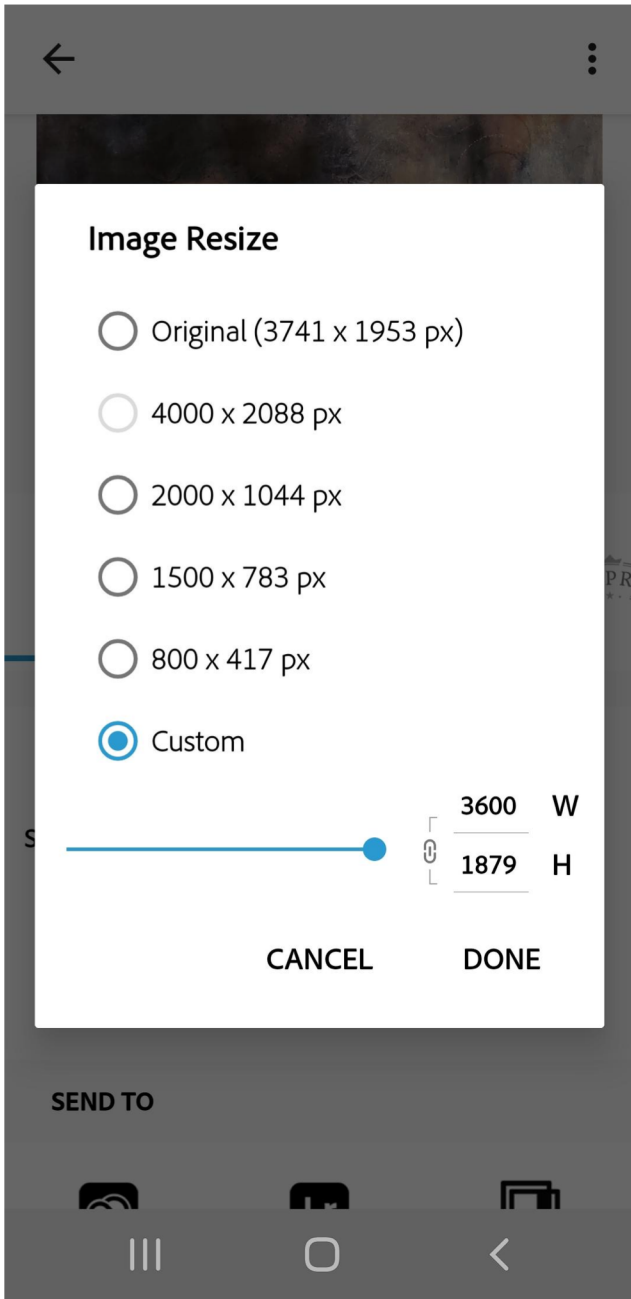 Image Resize
Original (3741 x 1953 px)
4000 x 2088 px
2000 x 1044 px
1500 x 783 px
PR
800 x 417 px
Custom
3600 W
S
1879 H
CANCEL DONE
SEND TO